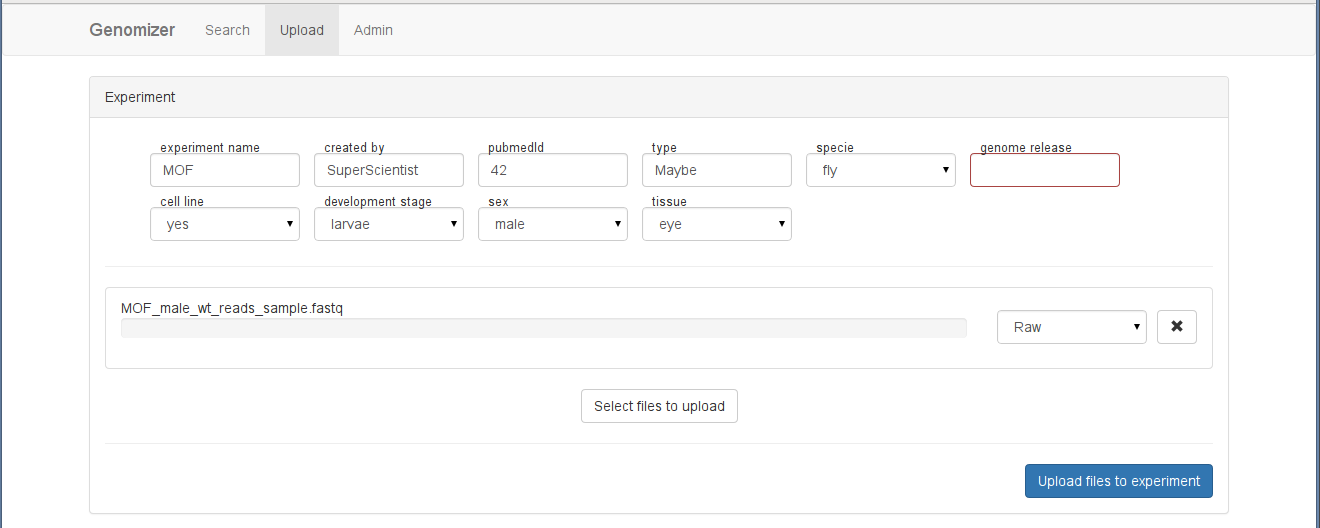 Genomizer Search Upload Admin
Experiment
experiment name created by pubmedId type specie genome release
MOF SuperScientist 42 Maybe fly
cell line development stage sex tissue
yes larvae male eye
MOF_male_wt_reads_sample.fastq
Raw
Select files to upload
Upload files to experiment